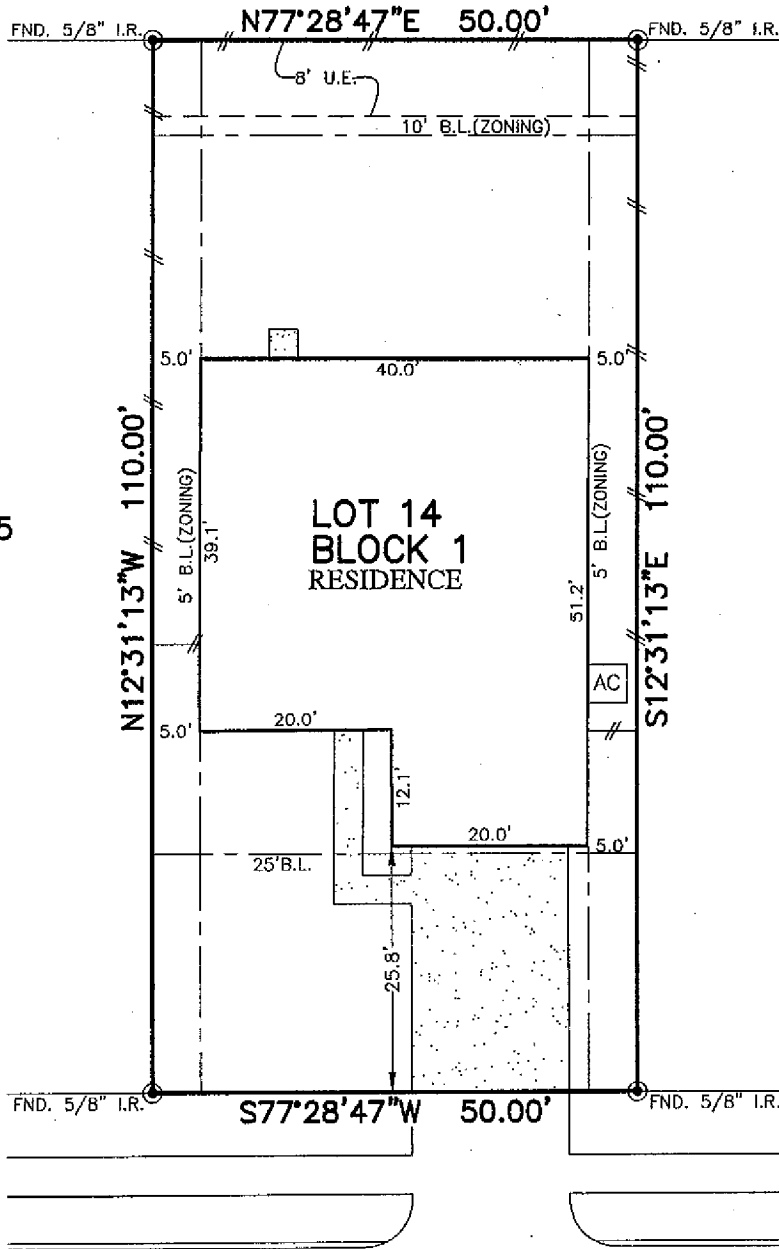 FND. 5/8" I.R.
N77°28'47"E 50.00'
FND. 5/8" I.R.
8' U.E.
10' B.L.(ZONING)
5.0'
40.0'
5.0'
N12°31'13"W 110.00'
5' B.L.(ZONING)
39.1'
5
LOT 14
BLOCK 1
RESIDENCE
51.2'
5' B.L.(ZONING)
S12°31'13"E 110.00'
AC
5.0'
20.0'
12.1'
20.0'
5.0'
25'B.L.
25.8'
FND. 5/8" I.R.
S77°28'47"W 50.00'
FND. 5/8" I.R.